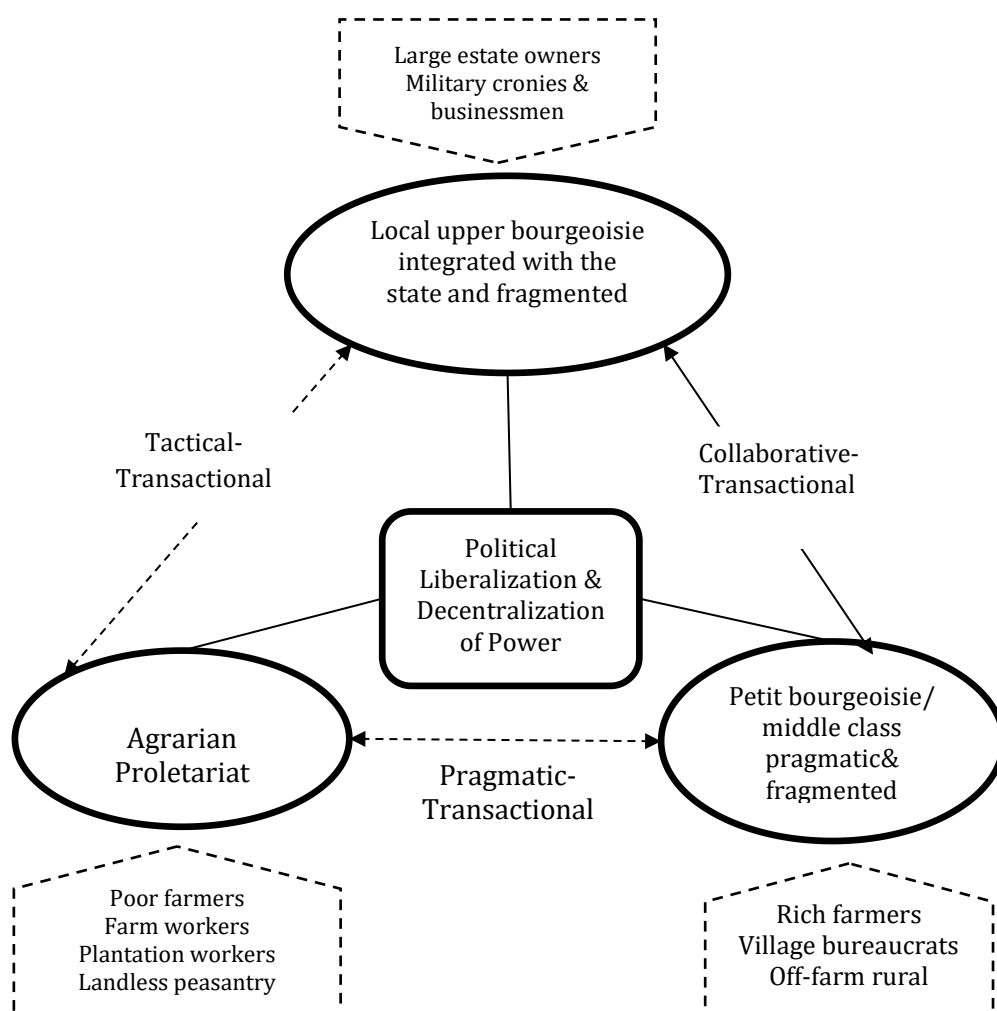 Large estate owners
Military cronies &
businessmen
Local upper bourgeoisie
integrated with the
state and fragmented
Tactical-
Transactional
Collaborative-
Transactional
Political
Liberalization &
Decentralization
of Power
Agrarian
Proletariat
Pragmatic-
Transactional
Petit bourgeoisie/
middle class
pragmatic&
fragmented
Poor farmers
Farm workers
Plantation workers
Landless peasantry
Rich farmers
Village bureaucrats
Off-farm rural